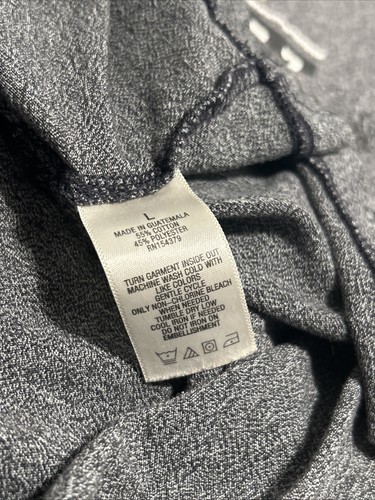 L
MADE IN GUATEMALA
55% COTTON
45% POLYESTER
RN154379
TURN GARMENT INSIDE OUT
MACHINE WASH COLD WITH
LIKE COLORS
GENTLE CYCLE
ONLY NON-CHLORINE BLEACH
WHEN NEEDED
TUMBLE DRY LOW
COOL IRON IF NEEDED
DO NOT IRON ON
EMBELLISHMENT